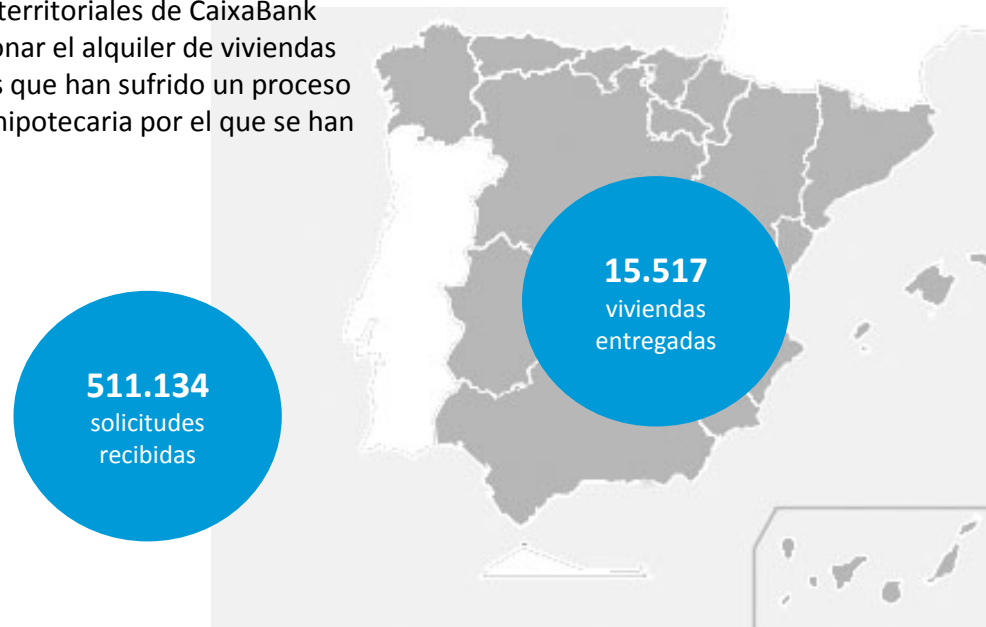 territoriales de CaixaBank
onar el alquiler de viviendas
s que han sufrido un proceso
hipotecaria por el que se han
15.517
viviendas
entregadas
511.134
solicitudes
recibidas